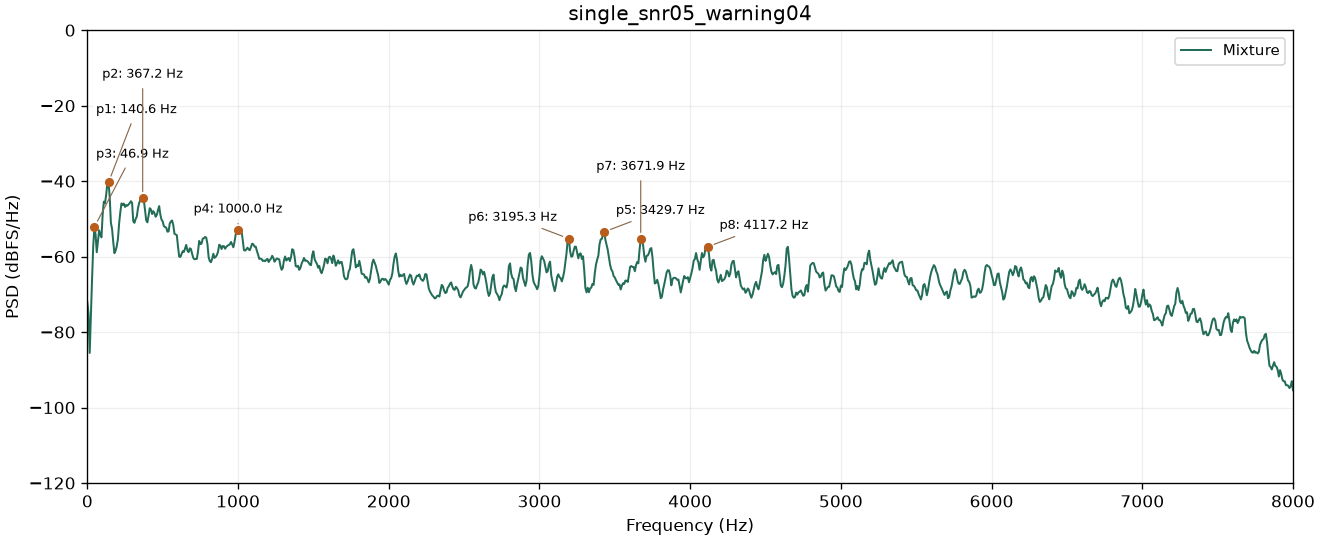 single_snr05_warning04
Mixture
p2: 367.2 Hz
p1: 140.6 Hz
p3: 46.9 Hz
p4: 1000.0 Hz
p6: 3195.3 Hz
p7: 3671.9 Hz
p5: 3429.7 Hz
p8: 4117.2 Hz
PSD (dBFS/Hz)
0
−20
−40
−60
−80
−100
−120
0 1000 2000 3000 4000 5000 6000 7000 8000
Frequency (Hz)